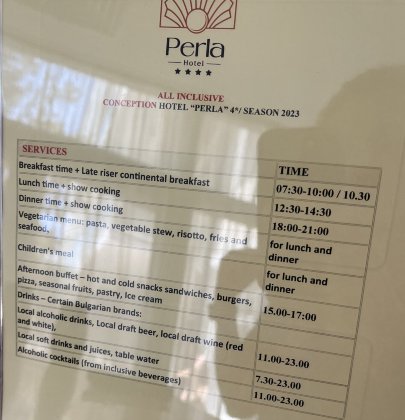 Perla
Hotel
★★★★
ALL INCLUSIVE
CONCEPTION HOTEL "PERLA" 4*/ SEASON 2023
SERVICES
TIME
Breakfast time + Late riser continental breakfast
07:30-10:00 / 10.30
Lunch time + show cooking
12:30-14:30
Dinner time + show cooking
18:00-21:00
Vegetarian menu: pasta, vegetable stew, risotto, fries and
seafood,
for lunch and
dinner
Children's meal
for lunch and
dinner
Afternoon buffet – hot and cold snacks sandwiches, burgers,
pizza, seasonal fruits, pastry, Ice cream
15.00-17:00
Drinks – Certain Bulgarian brands:
Local alcoholic drinks, Local draft beer, local draft wine (red
and white),
11.00-23.00
Local soft drinks and juices, table water
7.30-23.00
Alcoholic cocktails (from inclusive beverages)
11.00-23.00